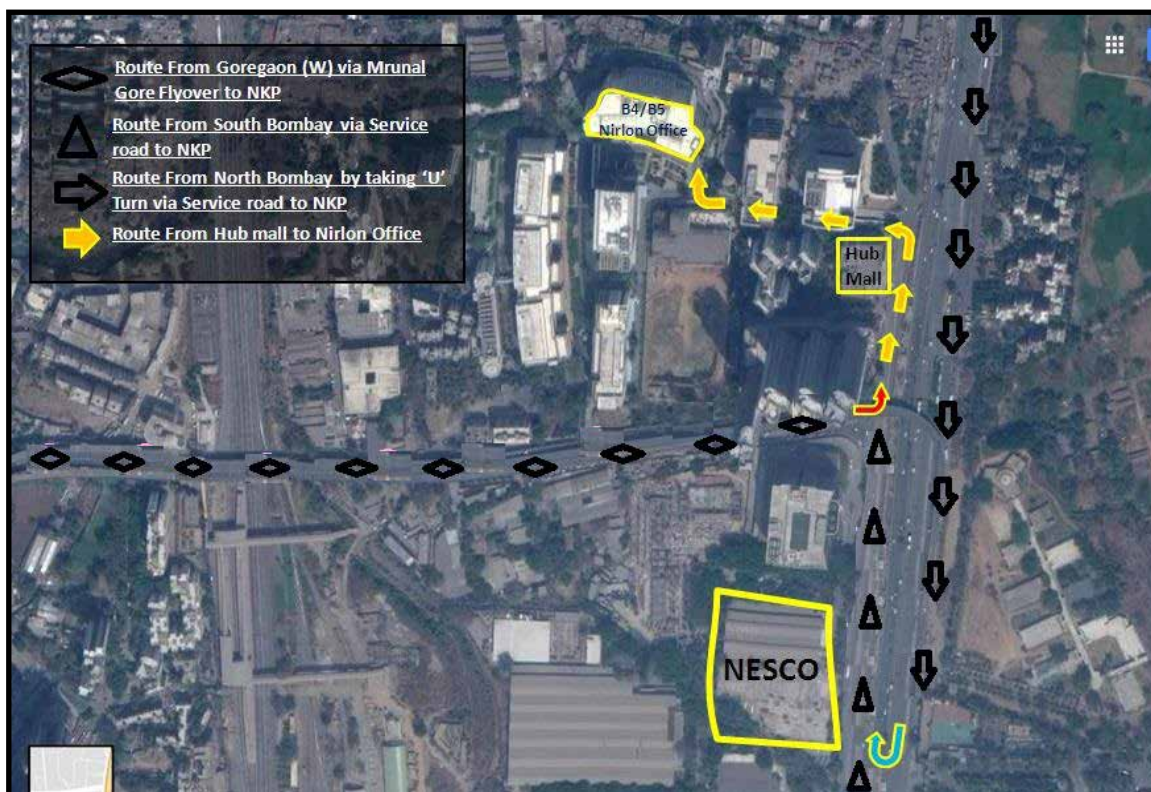 Route From Goregaon (W) via Mrunal
Gore Flyover to NKP
Route From South Bombay via Service
road to NKP
Route From North Bombay by taking ‘U’
Turn via Service road to NKP
Route From Hub mall to Nirlon Office
B4/B5
Nirlon Office
Hub
Mall
NESCO